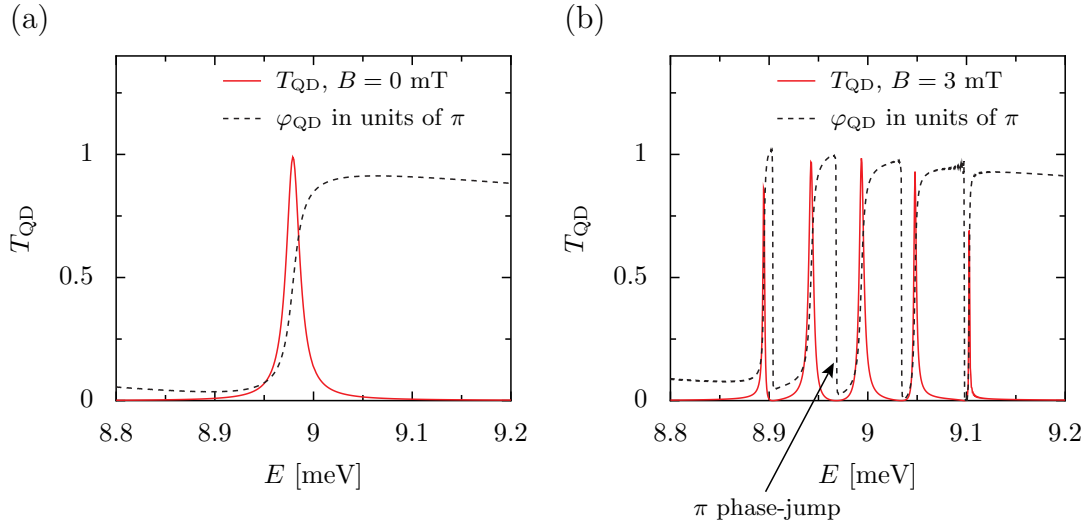 (a)
T_QD, B = 0 mT
φ_QD in units of π
T_QD
1
0.5
0
8.8 8.9 9 9.1 9.2
E [meV]
(b)
T_QD, B = 3 mT
φ_QD in units of π
T_QD
1
0.5
0
8.8 8.9 9 9.1 9.2
E [meV]
π phase-jump